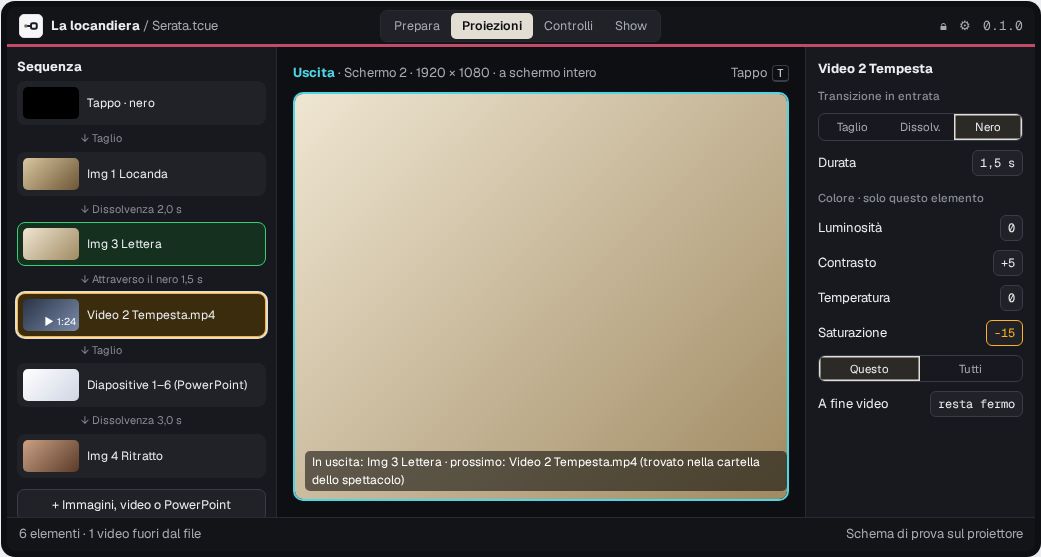 La locandiera / Serata.tcue
Prepara
Proiezioni
Controlli
Show
0.1.0
Sequenza
Tappo · nero
↓ Taglio
Img 1 Locanda
↓ Dissolvenza 2,0 s
Img 3 Lettera
↓ Attraverso il nero 1,5 s
▶ 1:24
Video 2 Tempesta.mp4
↓ Taglio
Diapositive 1–6 (PowerPoint)
↓ Dissolvenza 3,0 s
Img 4 Ritratto
+ Immagini, video o PowerPoint
Uscita · Schermo 2 · 1920 × 1080 · a schermo intero
Tappo T
In uscita: Img 3 Lettera · prossimo: Video 2 Tempesta.mp4 (trovato nella cartella
dello spettacolo)
Video 2 Tempesta
Transizione in entrata
Taglio
Dissolv.
Nero
Durata 1,5 s
Colore · solo questo elemento
Luminosità 0
Contrasto +5
Temperatura 0
Saturazione -15
Questo
Tutti
A fine video resta fermo
6 elementi · 1 video fuori dal file
Schema di prova sul proiettore